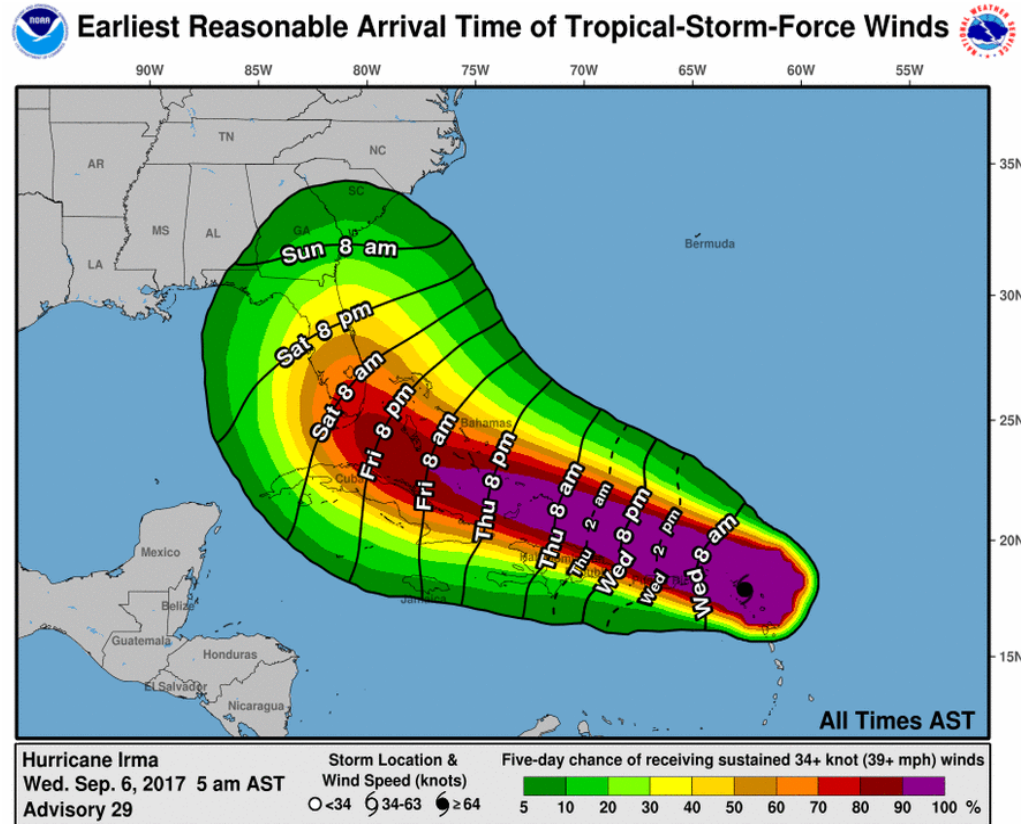 NOAA
Earliest Reasonable Arrival Time of Tropical-Storm-Force Winds
90W 85W 80W 75W 70W 65W 60W 55W
TN
NC
AR
35N
SC
MS AL GA
Bermuda
LA
Sun 8 am
30N
Sat 8 pm
Sat 8 am
Fri 8 pm
Fri 8 am
Thu 8 pm
Thu 8 am
Thu 2 am
Wed 8 pm
Wed 2 pm
Wed 8 am
25N
Bahamas
Cuba
20N
Mexico
Jamaica
Belize
Guatemala
Honduras
15N
El Salvador
Nicaragua
All Times AST
Hurricane Irma
Wed. Sep. 6, 2017 5 am AST
Advisory 29
Storm Location &
Wind Speed (knots)
<34 34-63 ≥64
Five-day chance of receiving sustained 34+ knot (39+ mph) winds
5 10 20 30 40 50 60 70 80 90 100 %